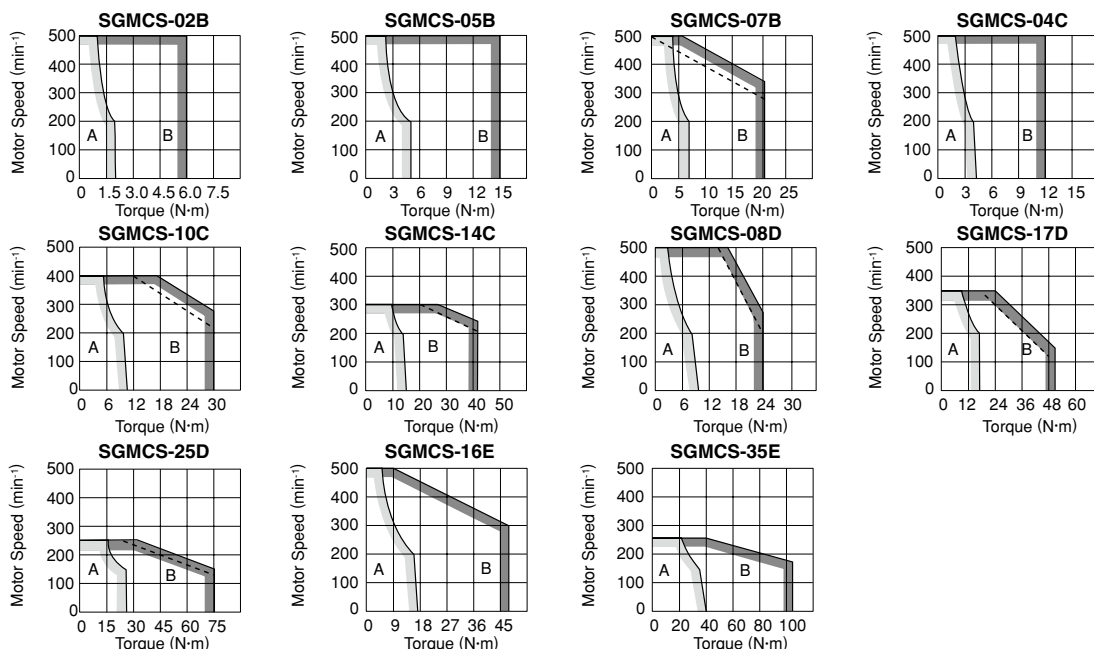 SGMCS-02B
Motor Speed (min⁻¹)
500
400
300
200
100
0
A
B
0 1.5 3.0 4.5 6.0 7.5
Torque (N·m)
SGMCS-05B
Motor Speed (min⁻¹)
500
400
300
200
100
0
A
B
0 3 6 9 12 15
Torque (N·m)
SGMCS-07B
Motor Speed (min⁻¹)
500
400
300
200
100
0
A
B
0 5 10 15 20 25
Torque (N·m)
SGMCS-04C
Motor Speed (min⁻¹)
500
400
300
200
100
0
A
B
0 3 6 9 12 15
Torque (N·m)
SGMCS-10C
Motor Speed (min⁻¹)
500
400
300
200
100
0
A
B
0 6 12 18 24 30
Torque (N·m)
SGMCS-14C
Motor Speed (min⁻¹)
500
400
300
200
100
0
A
B
0 10 20 30 40 50
Torque (N·m)
SGMCS-08D
Motor Speed (min⁻¹)
500
400
300
200
100
0
A
B
0 6 12 18 24 30
Torque (N·m)
SGMCS-17D
Motor Speed (min⁻¹)
500
400
300
200
100
0
A
B
0 12 24 36 48 60
Torque (N·m)
SGMCS-25D
Motor Speed (min⁻¹)
500
400
300
200
100
0
A
B
0 15 30 45 60 75
Torque (N·m)
SGMCS-16E
Motor Speed (min⁻¹)
500
400
300
200
100
0
A
B
0 9 18 27 36 45
Torque (N·m)
SGMCS-35E
Motor Speed (min⁻¹)
500
400
300
200
100
0
A
B
0 20 40 60 80 100
Torque (N·m)